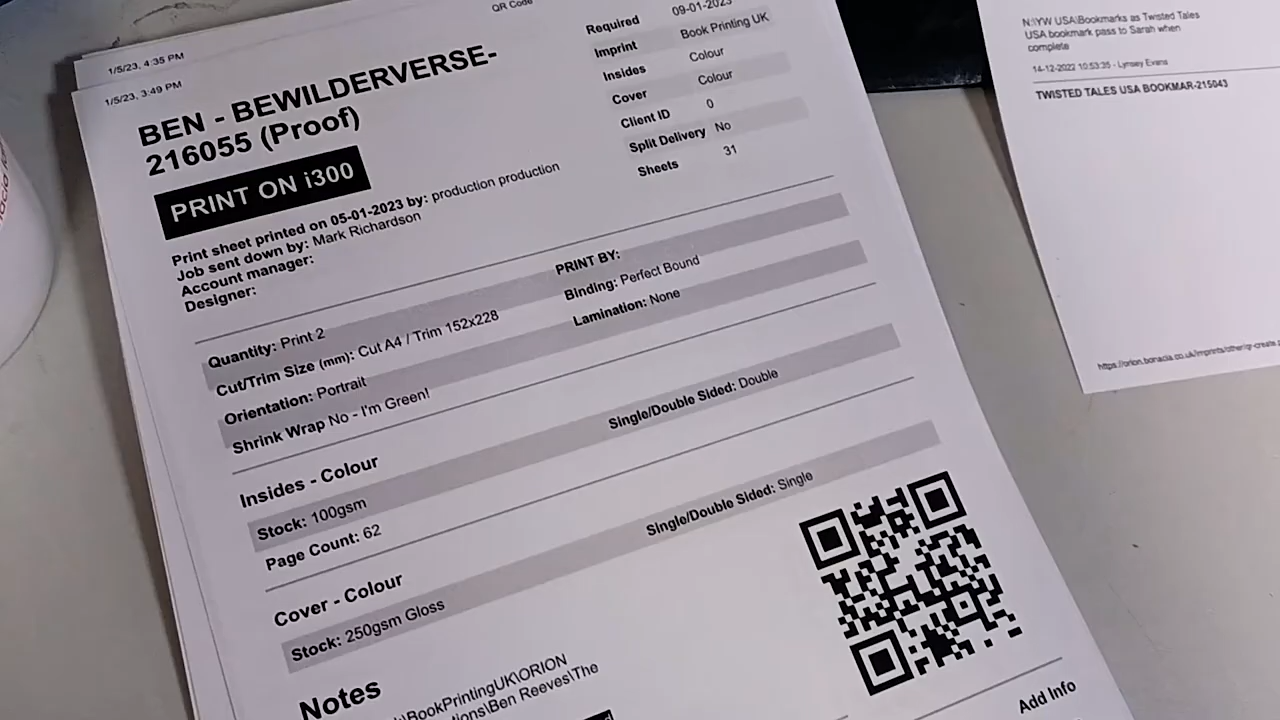 QR Code
1/5/23, 4:35 PM
1/5/23, 3:49 PM
BEN - BEWILDERVERSE-
216055 (Proof)
PRINT ON i300
Print sheet printed on 05-01-2023 by: production production
Job sent down by: Mark Richardson
Account manager:
Designer:
Required 09-01-2023
Imprint Book Printing UK
Insides Colour
Cover Colour
Client ID 0
Split Delivery No
Sheets 31
Quantity: Print 2
Cut/Trim Size (mm): Cut A4 / Trim 152x228
Orientation: Portrait
Shrink Wrap No - I'm Green!
PRINT BY:
Binding: Perfect Bound
Lamination: None
Insides - Colour
Stock: 100gsm
Single/Double Sided: Double
Page Count: 62
Cover - Colour
Stock: 250gsm Gloss
Single/Double Sided: Single
Notes
\BookPrintingUK\ORION
Ben Reeves\The
Add Info
N:\YW USA\Bookmarks as Twisted Tales
USA bookmark pass to Sarah when
complete
14-12-2022 10:53:35 - Lynsey Evans
TWISTED TALES USA BOOKMAR-215043